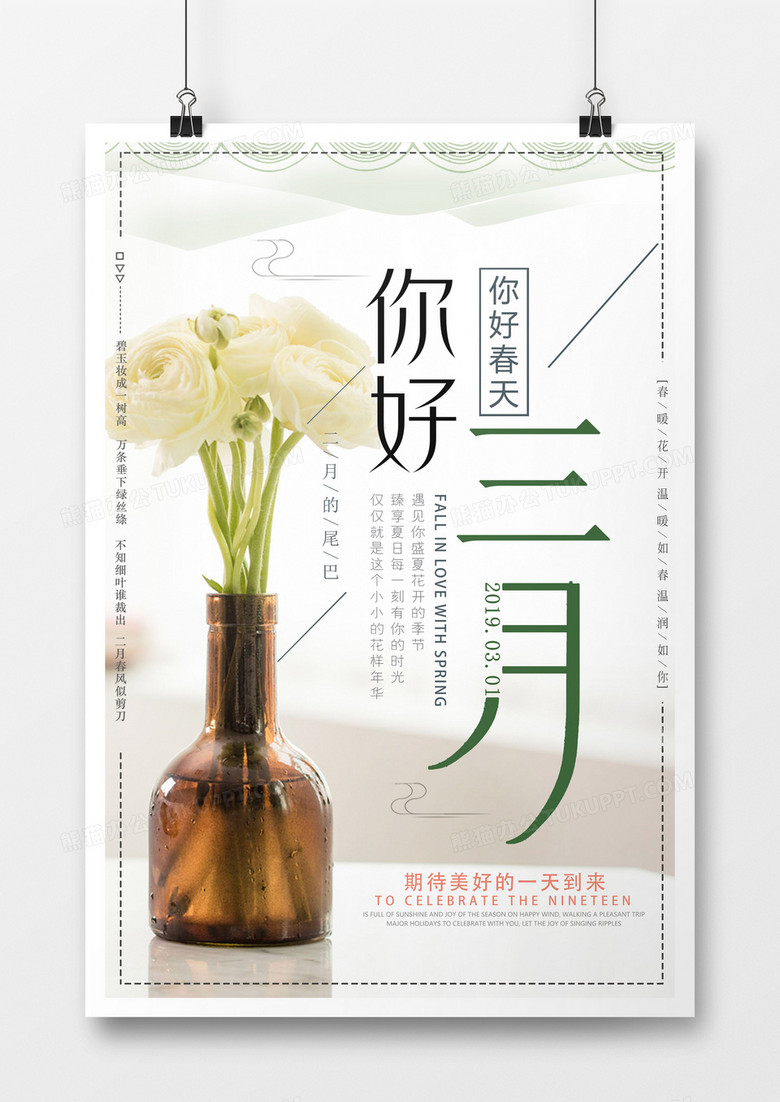 你好
三月
你好春天
2019.03.01
FALL IN LOVE WITH SPRING
遇见你盛夏花开的季节
臻享夏日每一刻有你的时光
仅仅就是这个小小的花样年华
二/月/的/尾/巴
[春/暖/花/开 温/暖/如/春 温/润/如/你]
碧玉妆成一树高 万条垂下绿丝绦 不知细叶谁裁出 二月春风似剪刀
期待美好的一天到来
TO CELEBRATE THE NINETEEN
IS FULL OF SUNSHINE AND JOY OF THE SEASON ON HAPPY WIND, WALKING A PLEASANT TRIP
MAJOR HOLIDAYS TO CELEBRATE WITH YOU, LET THE JOY OF SINGING RIPPLES
熊猫办公 TUKUPPT.COM